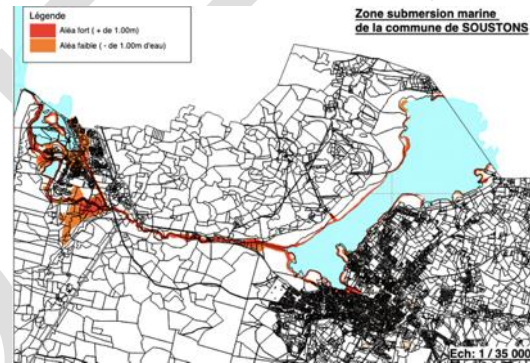 Légende
Aléa fort ( + de 1.00m)
Aléa faible ( - de 1.00m d'eau)
Zone submersion marine
de la commune de SOUSTONS
Ech: 1 / 35 000